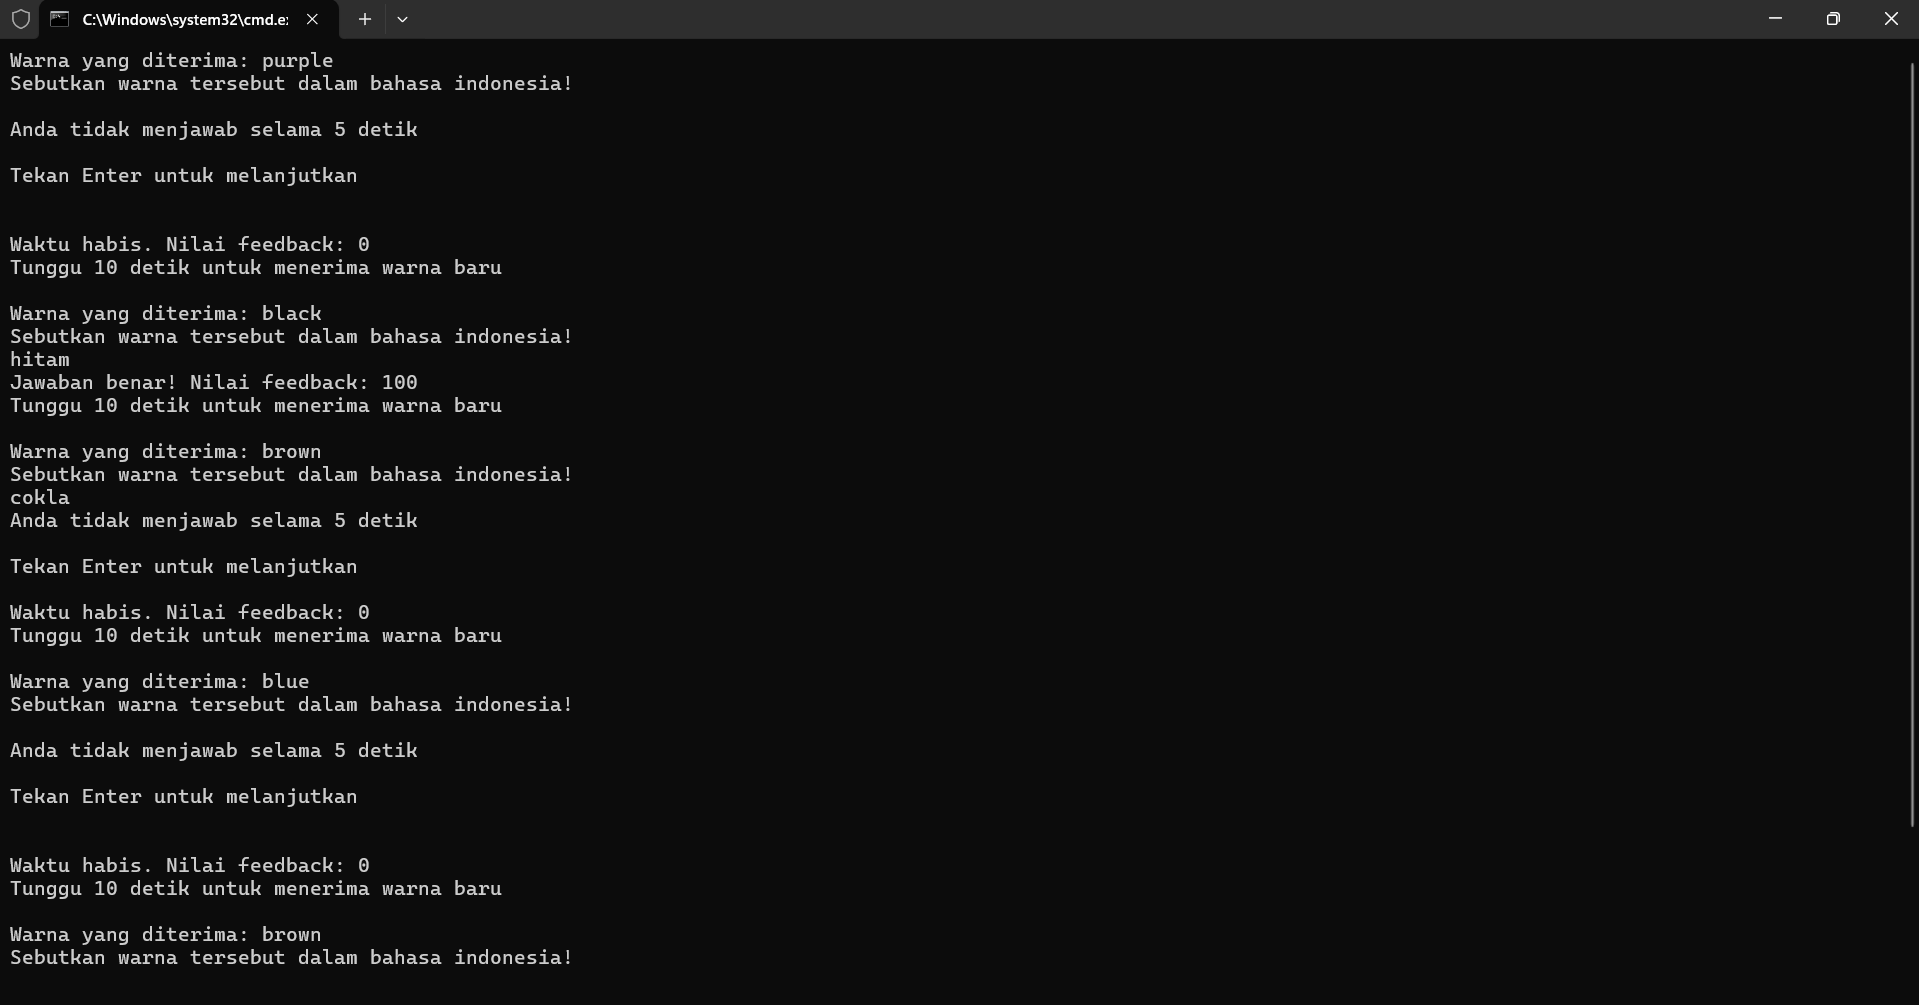 C:\Windows\system32\cmd.e
Warna yang diterima: purple
Sebutkan warna tersebut dalam bahasa indonesia!
Anda tidak menjawab selama 5 detik
Tekan Enter untuk melanjutkan
Waktu habis. Nilai feedback: 0
Tunggu 10 detik untuk menerima warna baru
Warna yang diterima: black
Sebutkan warna tersebut dalam bahasa indonesia!
hitam
Jawaban benar! Nilai feedback: 100
Tunggu 10 detik untuk menerima warna baru
Warna yang diterima: brown
Sebutkan warna tersebut dalam bahasa indonesia!
cokla
Anda tidak menjawab selama 5 detik
Tekan Enter untuk melanjutkan
Waktu habis. Nilai feedback: 0
Tunggu 10 detik untuk menerima warna baru
Warna yang diterima: blue
Sebutkan warna tersebut dalam bahasa indonesia!
Anda tidak menjawab selama 5 detik
Tekan Enter untuk melanjutkan
Waktu habis. Nilai feedback: 0
Tunggu 10 detik untuk menerima warna baru
Warna yang diterima: brown
Sebutkan warna tersebut dalam bahasa indonesia!